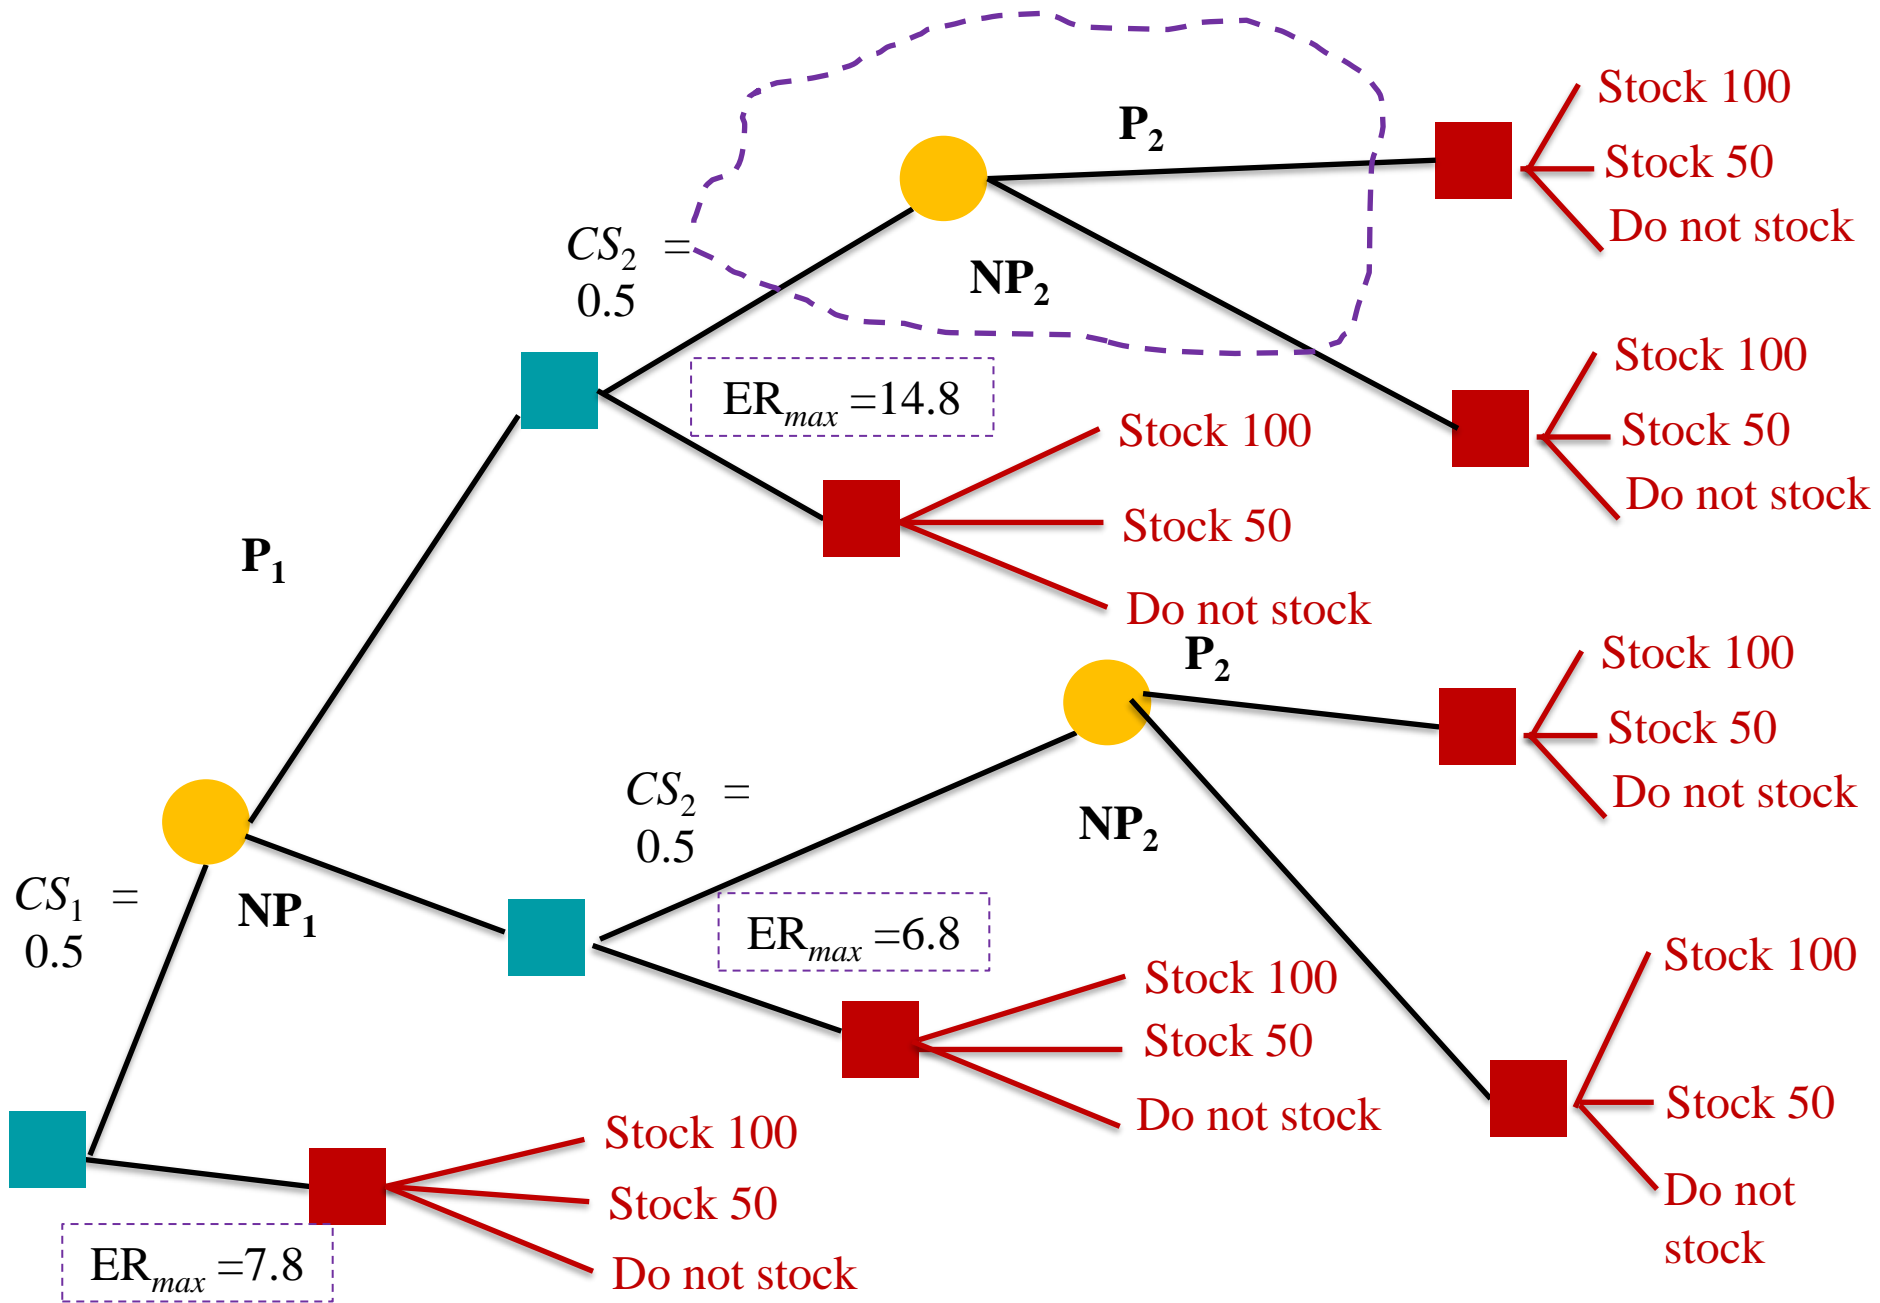 Stock 100
P2
Stock 50
Do not stock
CS2 =
0.5
NP2
Stock 100
ERmax =14.8
Stock 100
Stock 50
Do not stock
Stock 50
P1
Do not stock
P2
Stock 100
Stock 50
CS2 =
0.5
Do not stock
NP2
CS1 =
0.5
NP1
ERmax =6.8
Stock 100
Stock 100
Stock 50
Stock 50
Do not stock
Stock 100
Stock 50
Do not
stock
ERmax =7.8
Do not stock